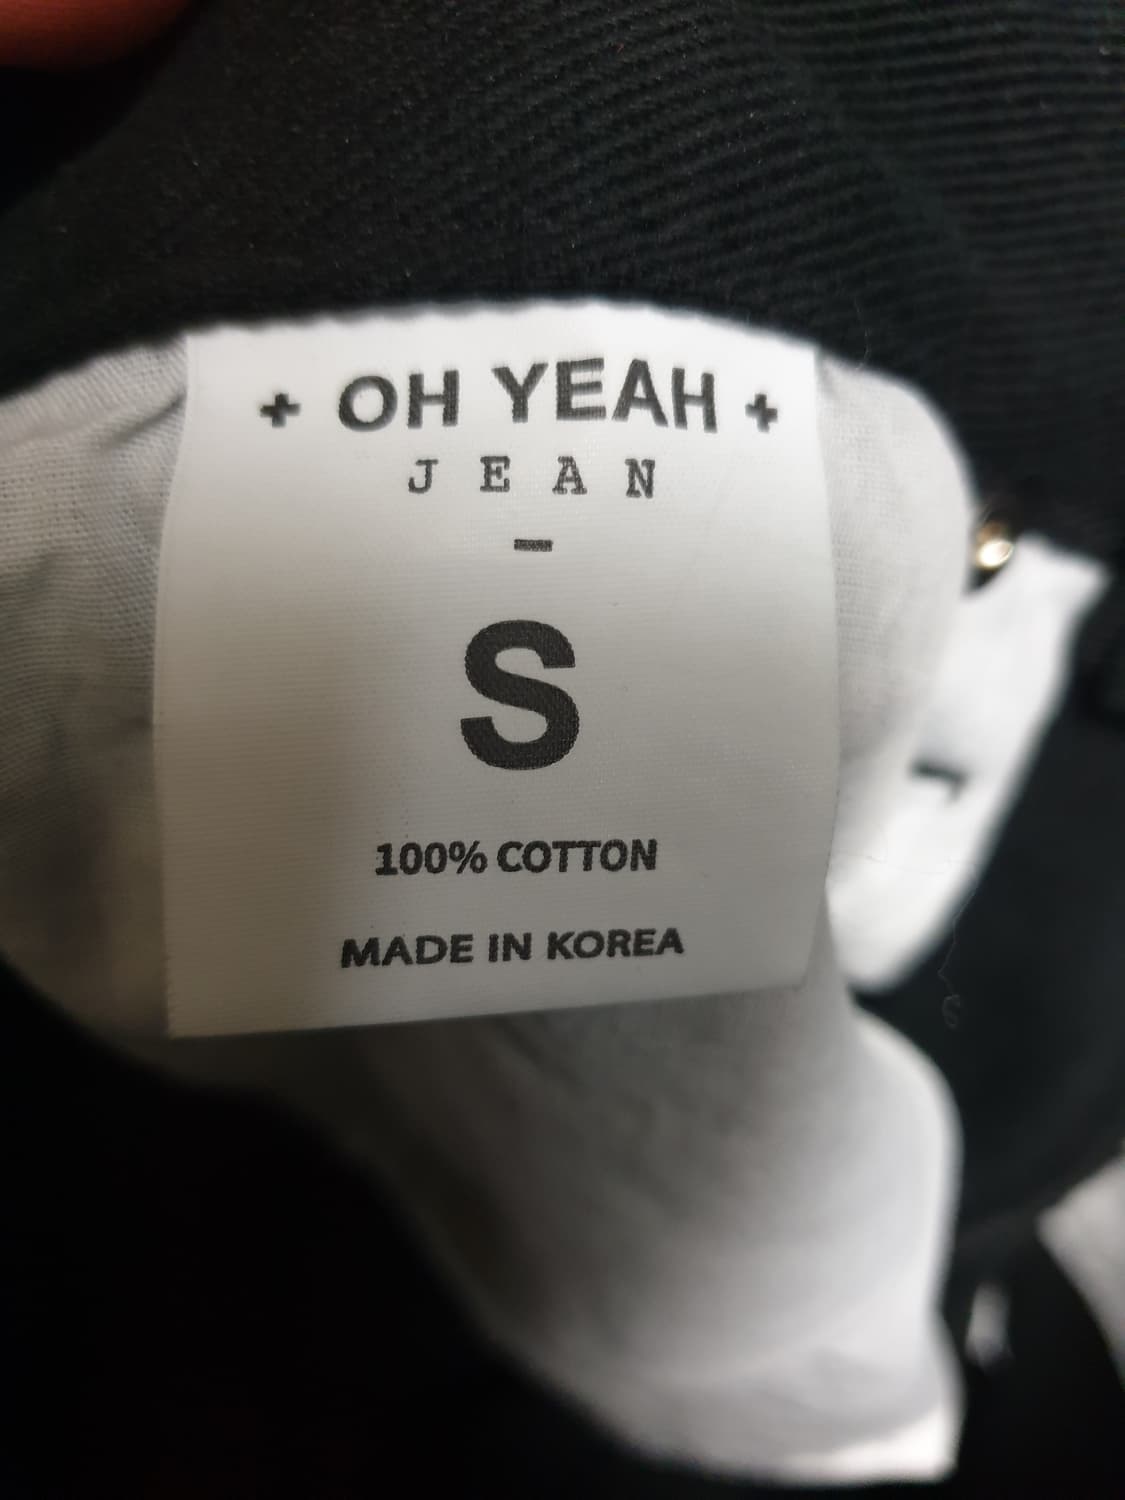 + OH YEAH +
JEAN
-
S
100% COTTON
MADE IN KOREA